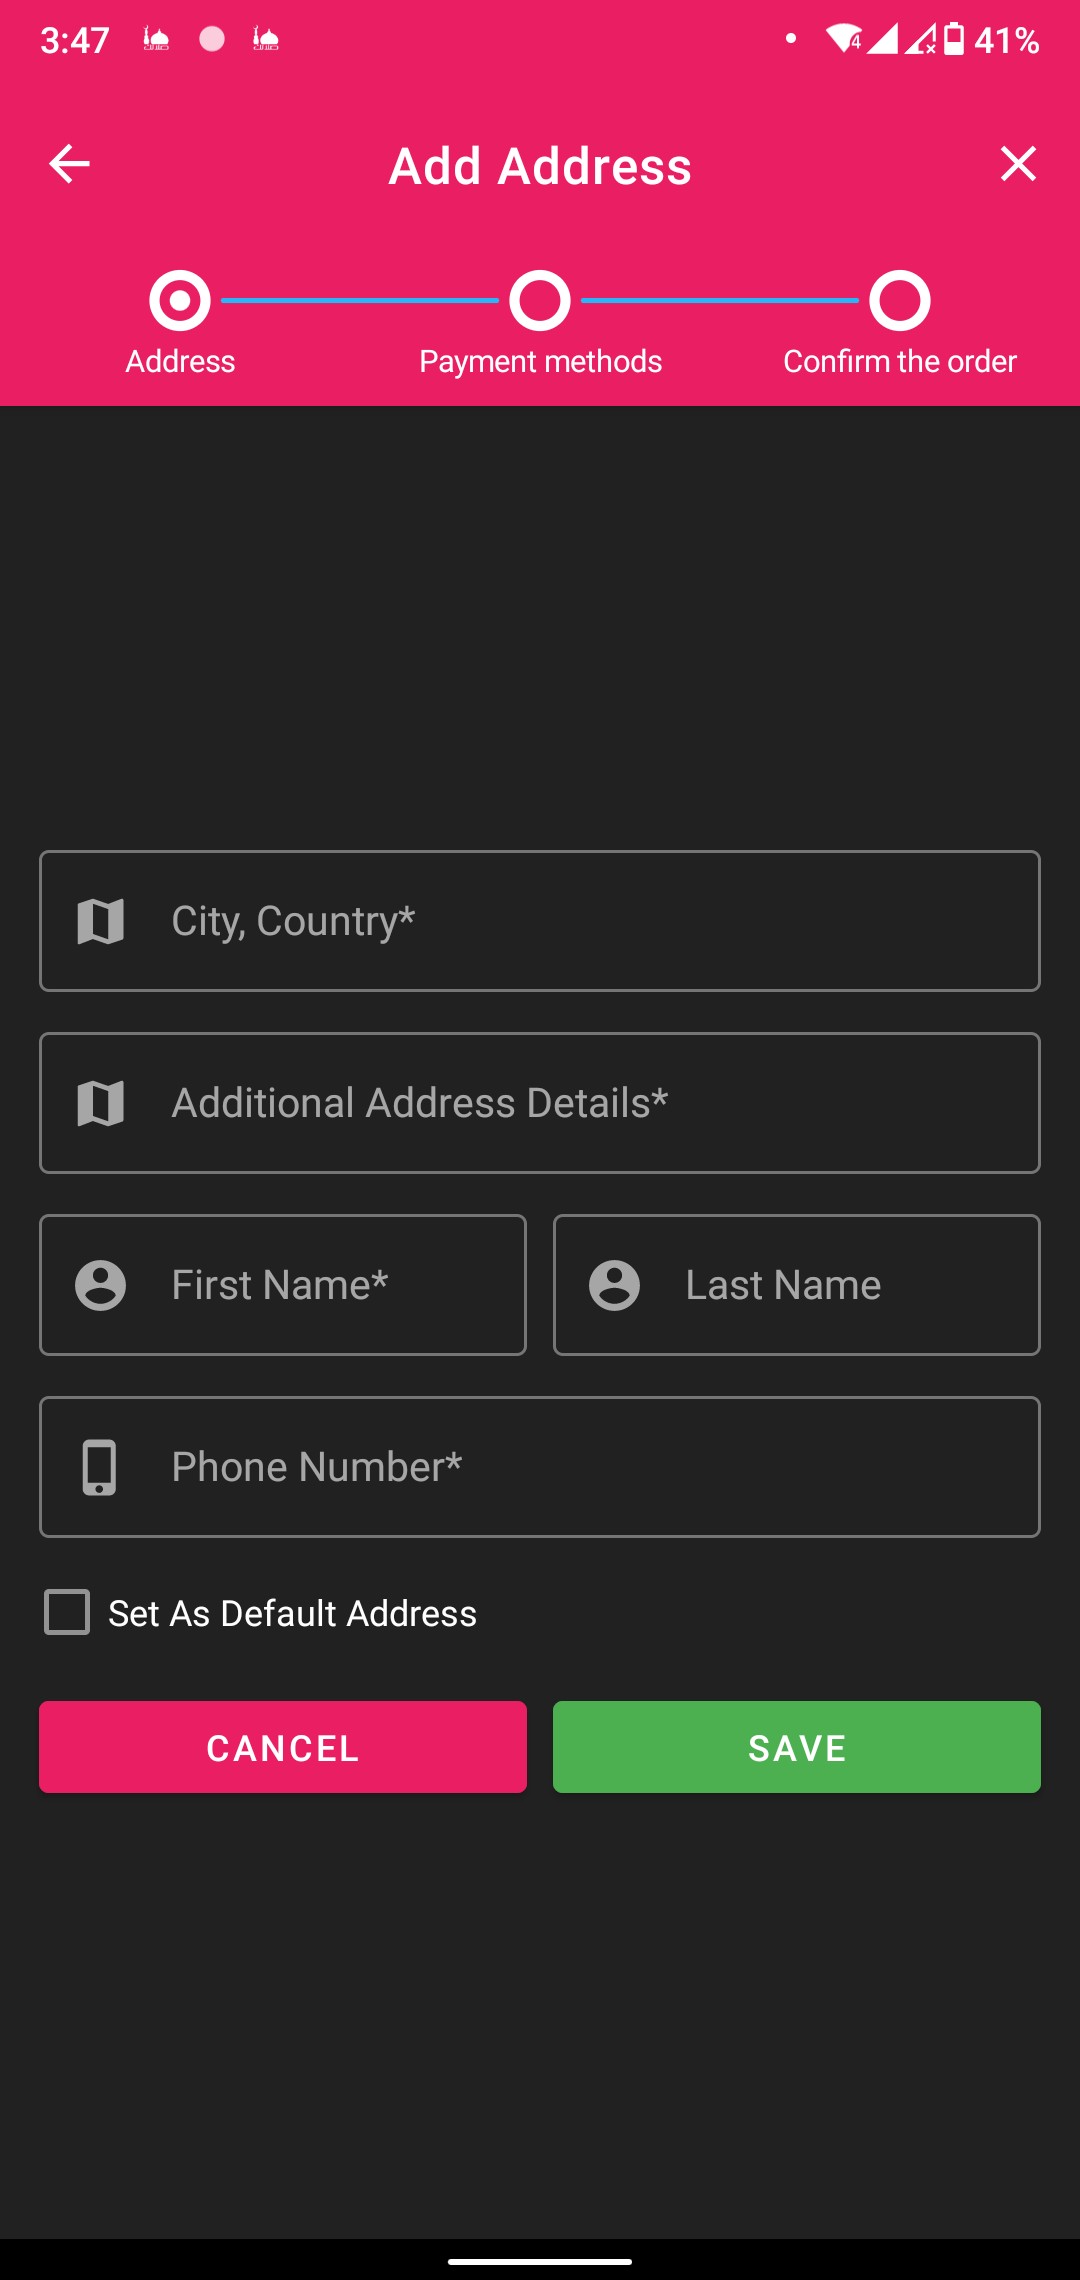 3:47
41%
Add Address
Address
Payment methods
Confirm the order
City, Country*
Additional Address Details*
First Name*
Last Name
Phone Number*
Set As Default Address
CANCEL
SAVE